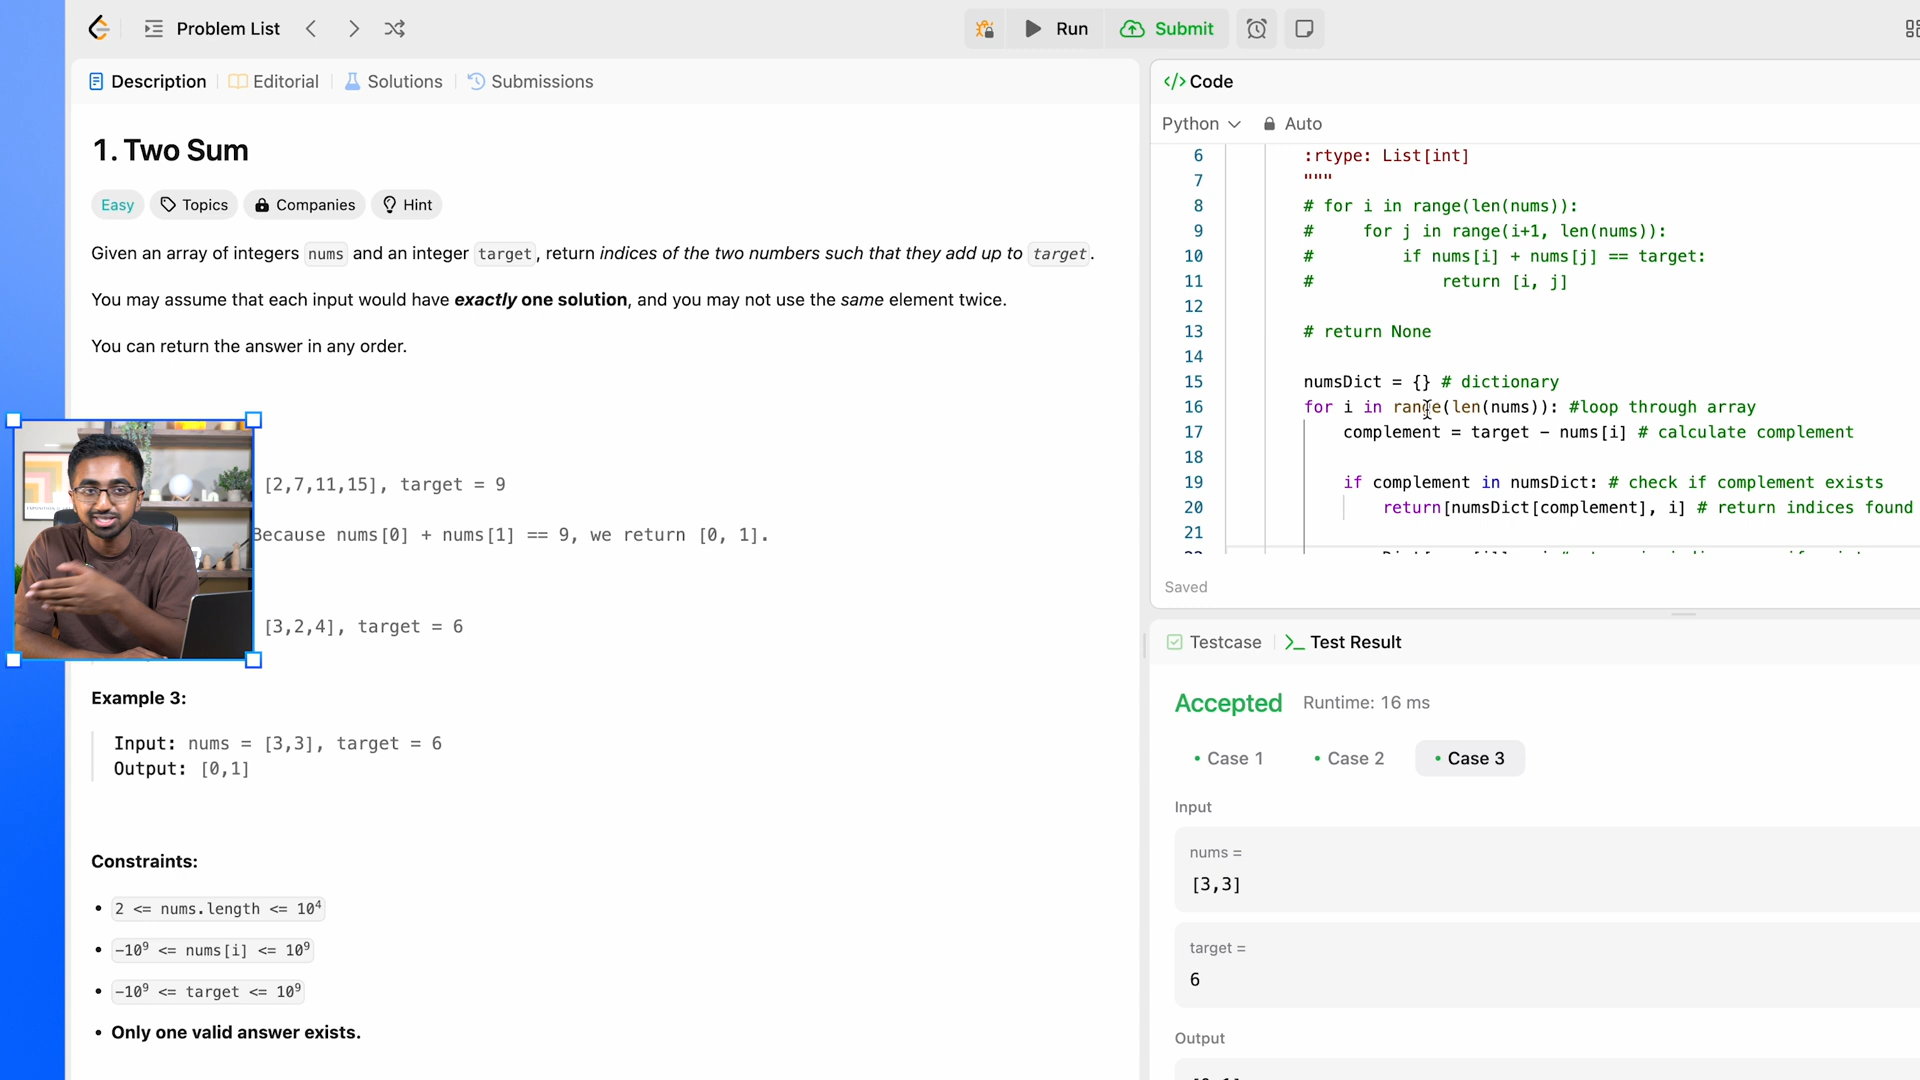 Problem List
Run
Submit
Description
Editorial
Solutions
Submissions
1. Two Sum
Easy
Topics
Companies
Hint
Given an array of integers nums and an integer target, return indices of the two numbers such that they add up to target.
You may assume that each input would have exactly one solution, and you may not use the same element twice.
You can return the answer in any order.
[2,7,11,15], target = 9
Because nums[0] + nums[1] == 9, we return [0, 1].
[3,2,4], target = 6
Example 3:
Input: nums = [3,3], target = 6
Output: [0,1]
Constraints:
• 2 <= nums.length <= 10⁴
• -10⁹ <= nums[i] <= 10⁹
• -10⁹ <= target <= 10⁹
• Only one valid answer exists.
</> Code
Python
Auto
6 :rtype: List[int]
7 """
8 # for i in range(len(nums)):
9 #     for j in range(i+1, len(nums)):
10 #         if nums[i] + nums[j] == target:
11 #             return [i, j]
12
13 # return None
14
15 numsDict = {} # dictionary
16 for i in range(len(nums)): #loop through array
17     complement = target - nums[i] # calculate complement
18
19     if complement in numsDict: # check if complement exists
20         return[numsDict[complement], i] # return indices found
21
Saved
Testcase
Test Result
Accepted
Runtime: 16 ms
• Case 1
• Case 2
• Case 3
Input
nums =
[3,3]
target =
6
Output